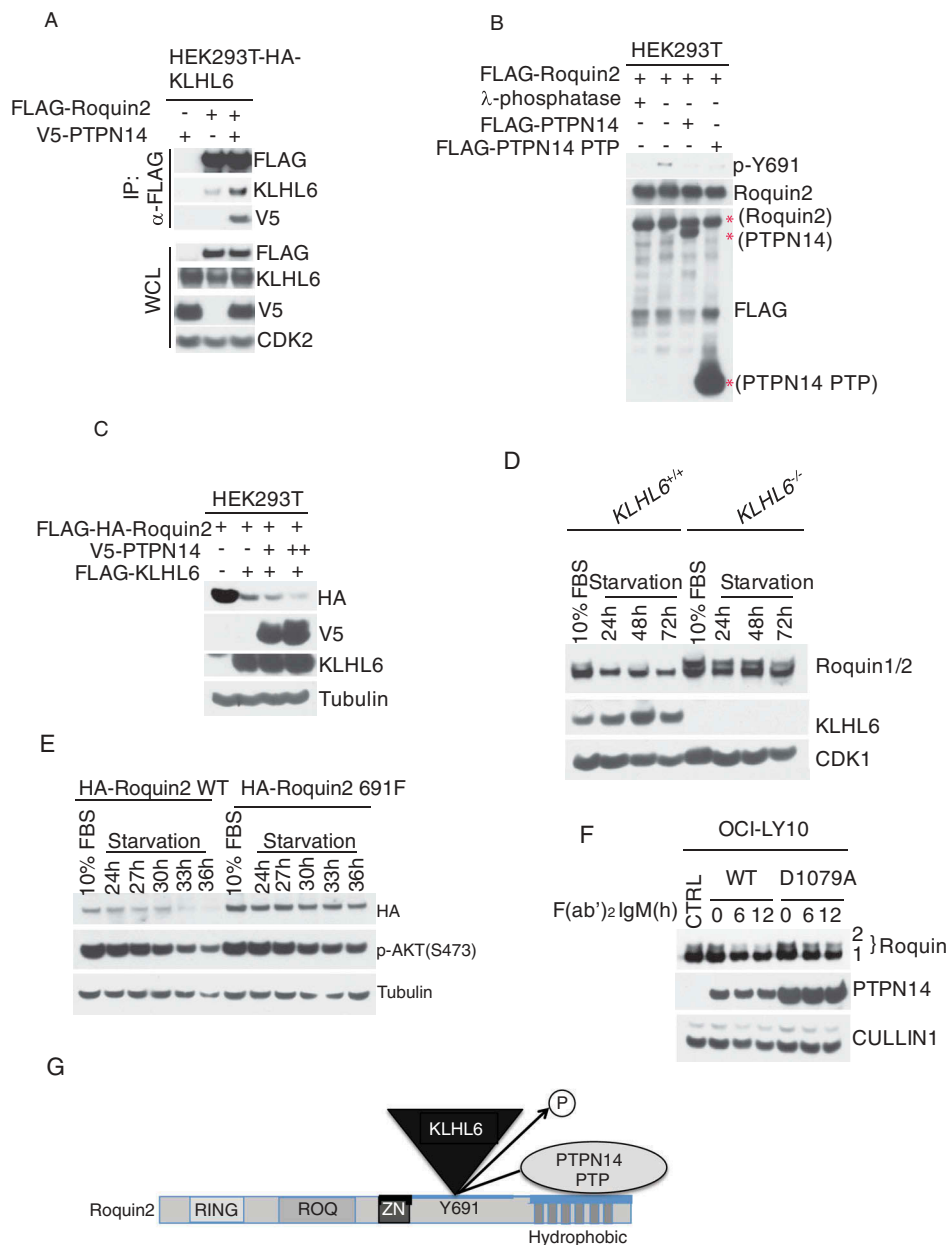 A
HEK293T-HA-
KLHL6
FLAG-Roquin2 - + +
V5-PTPN14 + - +
IP:
α-FLAG
FLAG
KLHL6
V5
WCL
FLAG
KLHL6
V5
CDK2
B
HEK293T
FLAG-Roquin2 + + + +
λ-phosphatase + - - -
FLAG-PTPN14 - - + -
FLAG-PTPN14 PTP - - - +
p-Y691
Roquin2
* (Roquin2)
* (PTPN14)
FLAG
* (PTPN14 PTP)
C
HEK293T
FLAG-HA-Roquin2 + + + +
V5-PTPN14 - - + ++
FLAG-KLHL6 - + + +
HA
V5
KLHL6
Tubulin
D
KLHL6+/+ KLHL6-/-
10% FBS Starvation 10% FBS Starvation
24h 48h 72h 24h 48h 72h
Roquin1/2
KLHL6
CDK1
E
HA-Roquin2 WT HA-Roquin2 691F
10% FBS Starvation 10% FBS Starvation
24h 27h 30h 33h 36h 24h 27h 30h 33h 36h
HA
p-AKT(S473)
Tubulin
F
OCI-LY10
CTRL WT D1079A
F(ab')2 IgM(h) 0 6 12 0 6 12
2
1 }Roquin
PTPN14
CULLIN1
G
P
KLHL6
PTPN14
PTP
Roquin2 RING ROQ ZN Y691
Hydrophobic